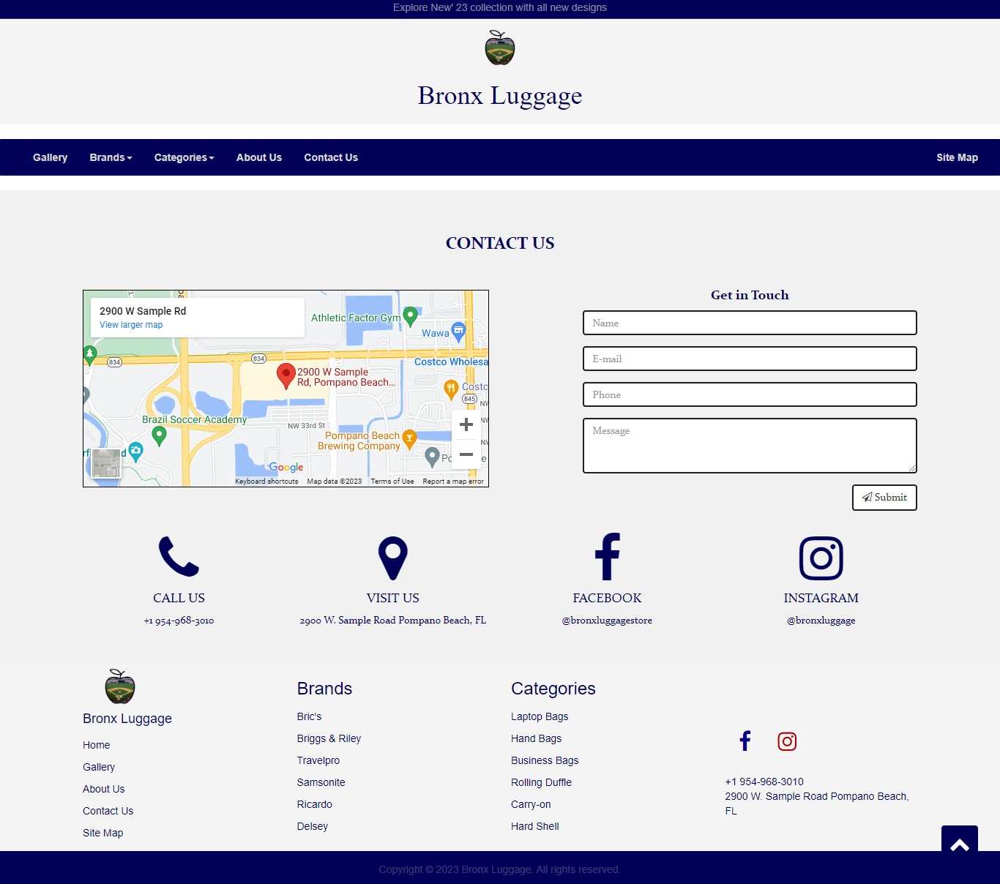 Explore New' 23 collection with all new designs
Bronx Luggage
Gallery
Brands
Categories
About Us
Contact Us
Site Map
CONTACT US
2900 W Sample Rd
View larger map
Athletic Factor Gym
Wawa
834
834
Costco Wholesa
2900 W Sample
Rd, Pompano Beach...
Costc
845
NW
Brazil Soccer Academy
NW 33rd St
NW
Pompano Beach
Brewing Company
NW
Google
Keyboard shortcuts
Map data ©2023
Terms of Use
Report a map error
Get in Touch
Name
E-mail
Phone
Message
Submit
CALL US
+1 954-968-3010
VISIT US
2900 W. Sample Road Pompano Beach, FL
FACEBOOK
@bronxluggagestore
INSTAGRAM
@bronxluggage
Bronx Luggage
Home
Gallery
About Us
Contact Us
Site Map
Brands
Bric's
Briggs & Riley
Travelpro
Samsonite
Ricardo
Delsey
Categories
Laptop Bags
Hand Bags
Business Bags
Rolling Duffle
Carry-on
Hard Shell
+1 954-968-3010
2900 W. Sample Road Pompano Beach,
FL
Copyright © 2023 Bronx Luggage. All rights reserved.